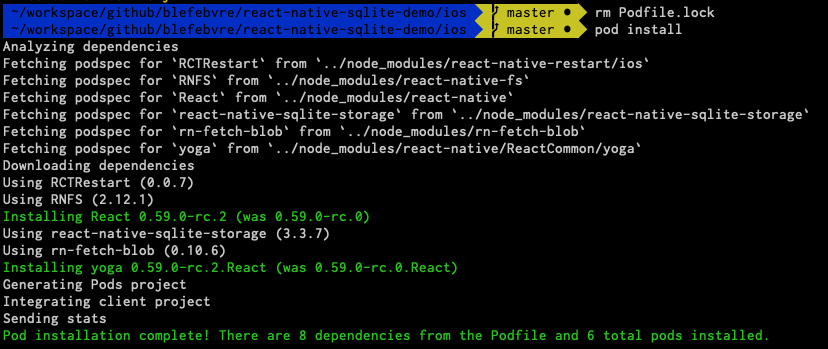 ~/workspace/github/blefebvre/react-native-sqlite-demo/ios master ● rm Podfile.lock
~/workspace/github/blefebvre/react-native-sqlite-demo/ios master ● pod install
Analyzing dependencies
Fetching podspec for `RCTRestart` from `../node_modules/react-native-restart/ios`
Fetching podspec for `RNFS` from `../node_modules/react-native-fs`
Fetching podspec for `React` from `../node_modules/react-native`
Fetching podspec for `react-native-sqlite-storage` from `../node_modules/react-native-sqlite-storage`
Fetching podspec for `rn-fetch-blob` from `../node_modules/rn-fetch-blob`
Fetching podspec for `yoga` from `../node_modules/react-native/ReactCommon/yoga`
Downloading dependencies
Using RCTRestart (0.0.7)
Using RNFS (2.12.1)
Installing React 0.59.0-rc.2 (was 0.59.0-rc.0)
Using react-native-sqlite-storage (3.3.7)
Using rn-fetch-blob (0.10.6)
Installing yoga 0.59.0-rc.2.React (was 0.59.0-rc.0.React)
Generating Pods project
Integrating client project
Sending stats
Pod installation complete! There are 8 dependencies from the Podfile and 6 total pods installed.